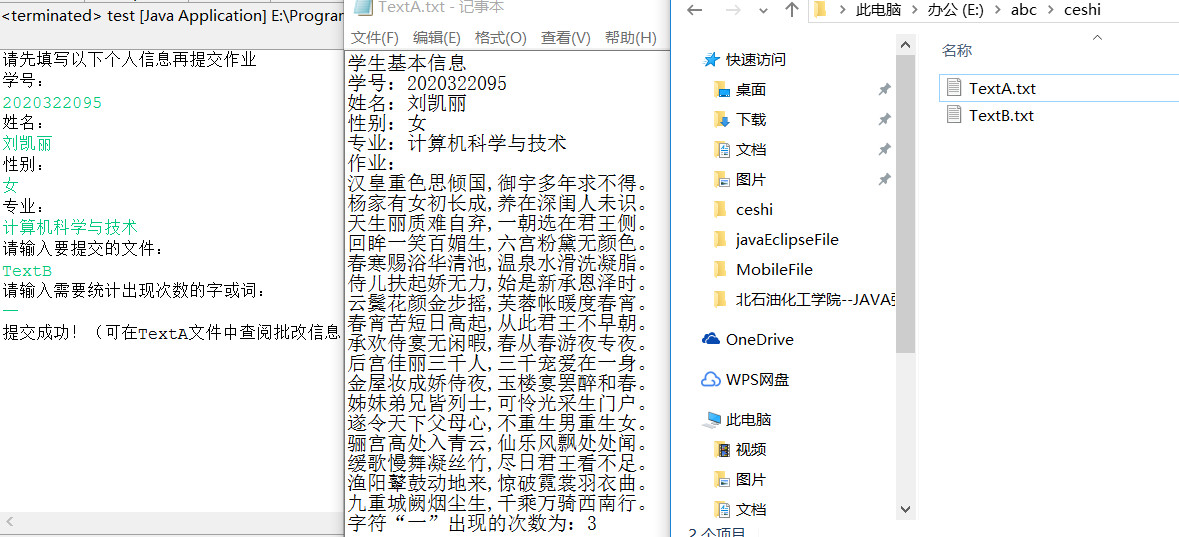 <terminated> test [Java Application] E:\Program
请先填写以下个人信息再提交作业
学号:
2020322095
姓名:
刘凯丽
性别:
女
专业:
计算机科学与技术
请输入要提交的文件:
TextB
请输入需要统计出现次数的字或词:
一
提交成功! (可在TextA文件中查阅批改信息
TextA.txt - 记事本
文件(F) 编辑(E) 格式(O) 查看(V) 帮助(H)
学生基本信息
学号: 2020322095
姓名: 刘凯丽
性别: 女
专业: 计算机科学与技术
作业:
汉皇重色思倾国,御宇多年求不得。
杨家有女初长成,养在深闺人未识。
天生丽质难自弃,一朝选在君王侧。
回眸一笑百媚生,六宫粉黛无颜色。
春寒赐浴华清池,温泉水滑洗凝脂。
侍儿扶起娇无力,始是新承恩泽时。
云鬓花颜金步摇,芙蓉帐暖度春宵。
春宵苦短日高起,从此君王不早朝。
承欢侍宴无闲暇,春从春游夜专夜。
后宫佳丽三千人,三千宠爱在一身。
金屋妆成娇侍夜,玉楼宴罢醉和春。
姊妹弟兄皆列士,可怜光采生门户。
遂令天下父母心,不重生男重生女。
骊宫高处入青云,仙乐风飘处处闻。
缓歌慢舞凝丝竹,尽日君王看不足。
渔阳鼙鼓动地来,惊破霓裳羽衣曲。
九重城阙烟尘生,千乘万骑西南行。
字符“一”出现的次数为: 3
此电脑 > 办公 (E:) > abc > ceshi
快速访问
桌面
下载
文档
图片
ceshi
javaEclipseFile
MobileFile
北石油化工学院--JAVA
OneDrive
WPS网盘
此电脑
视频
图片
文档
2 个项目
名称
TextA.txt
TextB.txt